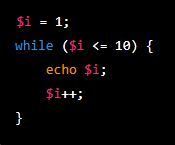 $i = 1;
while ($i <= 10) {
    echo $i;
    $i++;
}